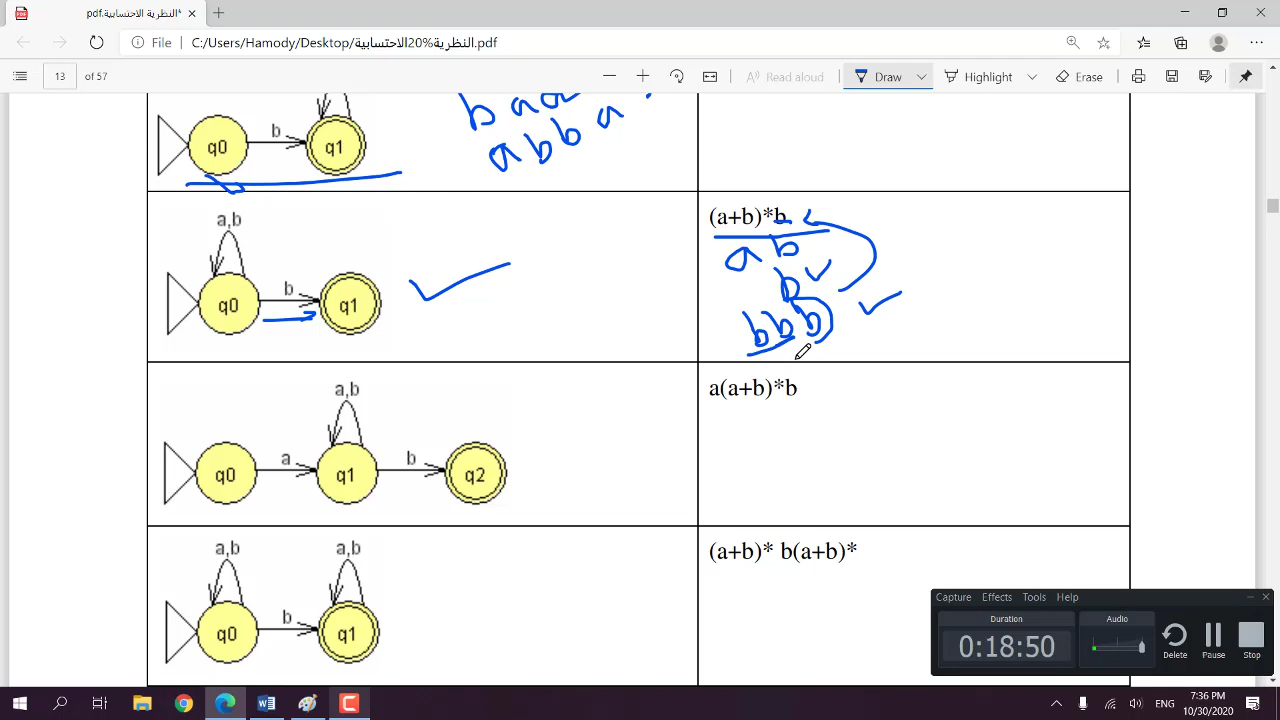 *النظرية الاحتسابية.pdf
File C:/Users/Hamody/Desktop/النظرية%20الاحتسابية.pdf
13 of 57
Read aloud Draw Highlight Erase
b a a
a b b a
b
q0 q1
a,b
b
q0 q1
(a+b)*b
a b
b
b b b
a,b
a b
q0 q1 q2
a(a+b)*b
a,b a,b
b
q0 q1
(a+b)* b(a+b)*
Capture Effects Tools Help
Duration Audio
0:18:50
Delete Pause Stop
ENG 7:36 PM
10/30/2020